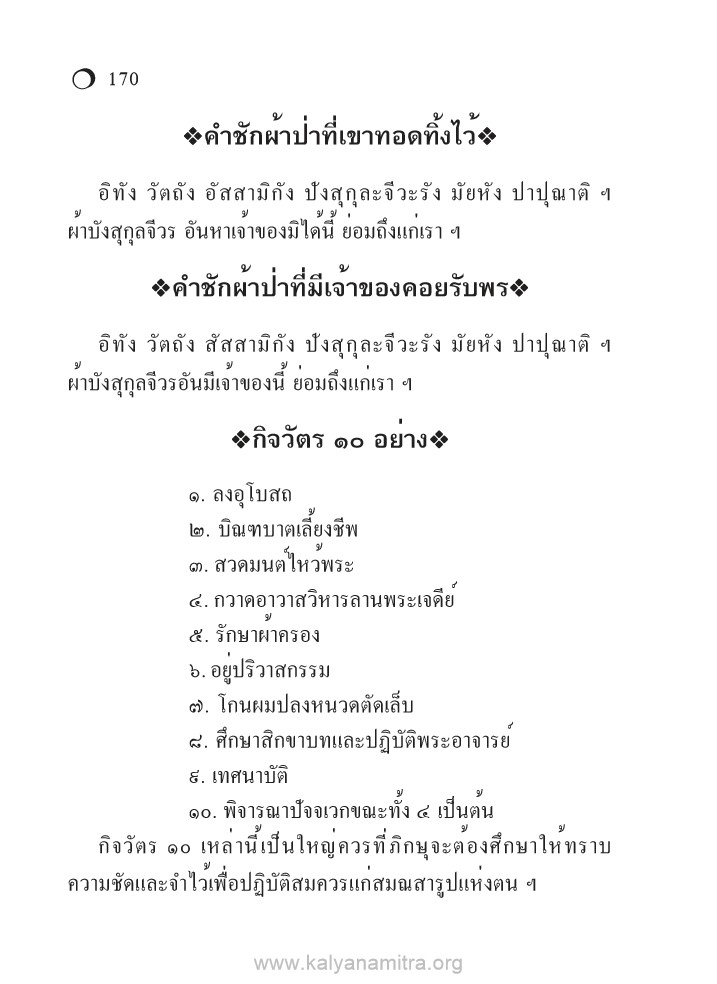 170
❖คำชักผ้าป่าที่เขาทอดทิ้งไว้❖
อิทัง วัตถัง อัสสามิกัง ปังสุกุละจีวะรัง มัยหัง ปาปุณาติ ฯ
ผ้าบังสุกุลจีวร อันหาเจ้าของมิได้นี้ ย่อมถึงแก่เรา ฯ
❖คำชักผ้าป่าที่มีเจ้าของคอยรับพร❖
อิทัง วัตถัง สัสสามิกัง ปังสุกุละจีวะรัง มัยหัง ปาปุณาติ ฯ
ผ้าบังสุกุลจีวรอันมีเจ้าของนี้ ย่อมถึงแก่เรา ฯ
❖กิจวัตร ๑๐ อย่าง❖
๑. ลงอุโบสถ
๒. บิณฑบาตเลี้ยงชีพ
๓. สวดมนต์ไหว้พระ
๔. กวาดอาวาสวิหารลานพระเจดีย์
๕. รักษาผ้าครอง
๖. อยู่ปริวาสกรรม
๗. โกนผมปลงหนวดตัดเล็บ
๘. ศึกษาสิกขาบทและปฏิบัติพระอาจารย์
๙. เทศนาบัติ
๑๐. พิจารณาปัจจเวกขณะทั้ง ๔ เป็นต้น
กิจวัตร ๑๐ เหล่านี้เป็นใหญ่ควรที่ภิกษุจะต้องศึกษาให้ทราบ
ความชัดและจำไว้เพื่อปฏิบัติสมควรแก่สมณสารูปแห่งตน ฯ
www.kalyanamitra.org